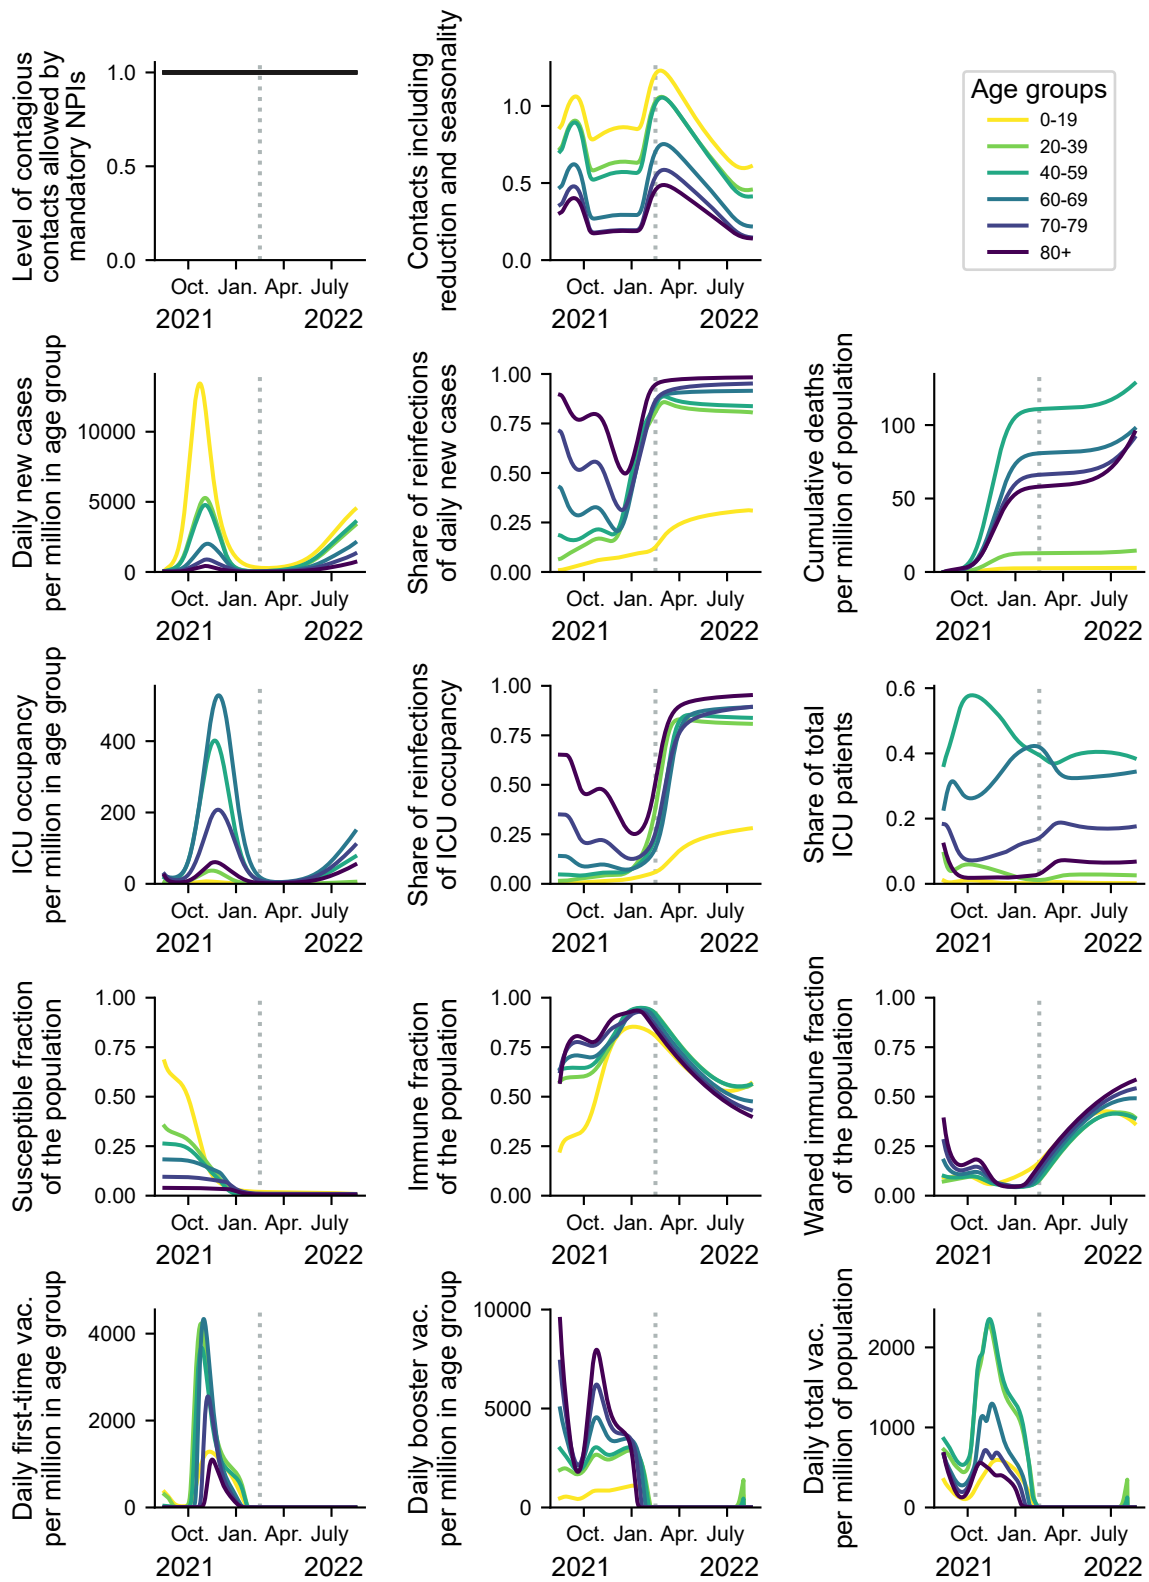 Level of contagious
contacts allowed by
mandatory NPIs
1.0
0.5
0.0
Oct. Jan. Apr. July
2021 2022
Contacts including
reduction and seasonality
1.0
0.5
0.0
Oct. Jan. Apr. July
2021 2022
Age groups
0-19
20-39
40-59
60-69
70-79
80+
Daily new cases
per million in age group
10000
5000
0
Oct. Jan. Apr. July
2021 2022
Share of reinfections
of daily new cases
1.00
0.75
0.50
0.25
0.00
Oct. Jan. Apr. July
2021 2022
Cumulative deaths
per million of population
100
50
0
Oct. Jan. Apr. July
2021 2022
ICU occupancy
per million in age group
400
200
0
Oct. Jan. Apr. July
2021 2022
Share of reinfections
of ICU occupancy
1.00
0.75
0.50
0.25
0.00
Oct. Jan. Apr. July
2021 2022
Share of total
ICU patients
0.6
0.4
0.2
0.0
Oct. Jan. Apr. July
2021 2022
Susceptible fraction
of the population
1.00
0.75
0.50
0.25
0.00
Oct. Jan. Apr. July
2021 2022
Immune fraction
of the population
1.00
0.75
0.50
0.25
0.00
Oct. Jan. Apr. July
2021 2022
Waned immune fraction
of the population
1.00
0.75
0.50
0.25
0.00
Oct. Jan. Apr. July
2021 2022
Daily first-time vac.
per million in age group
4000
2000
0
Oct. Jan. Apr. July
2021 2022
Daily booster vac.
per million in age group
10000
5000
0
Oct. Jan. Apr. July
2021 2022
Daily total vac.
per million of population
2000
1000
0
Oct. Jan. Apr. July
2021 2022